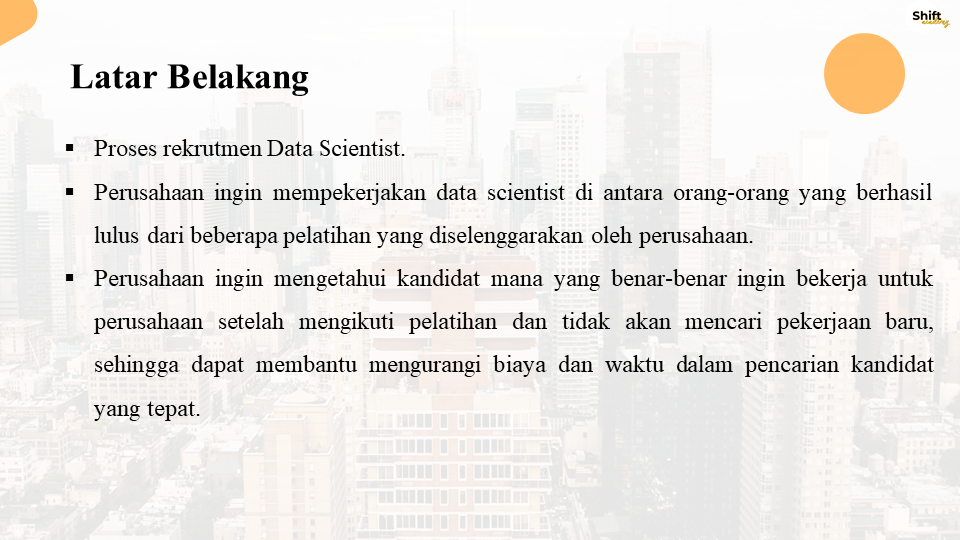 Shift
academy
Latar Belakang
▪ Proses rekrutmen Data Scientist.
▪ Perusahaan ingin mempekerjakan data scientist di antara orang-orang yang berhasil
lulus dari beberapa pelatihan yang diselenggarakan oleh perusahaan.
▪ Perusahaan ingin mengetahui kandidat mana yang benar-benar ingin bekerja untuk
perusahaan setelah mengikuti pelatihan dan tidak akan mencari pekerjaan baru,
sehingga dapat membantu mengurangi biaya dan waktu dalam pencarian kandidat
yang tepat.